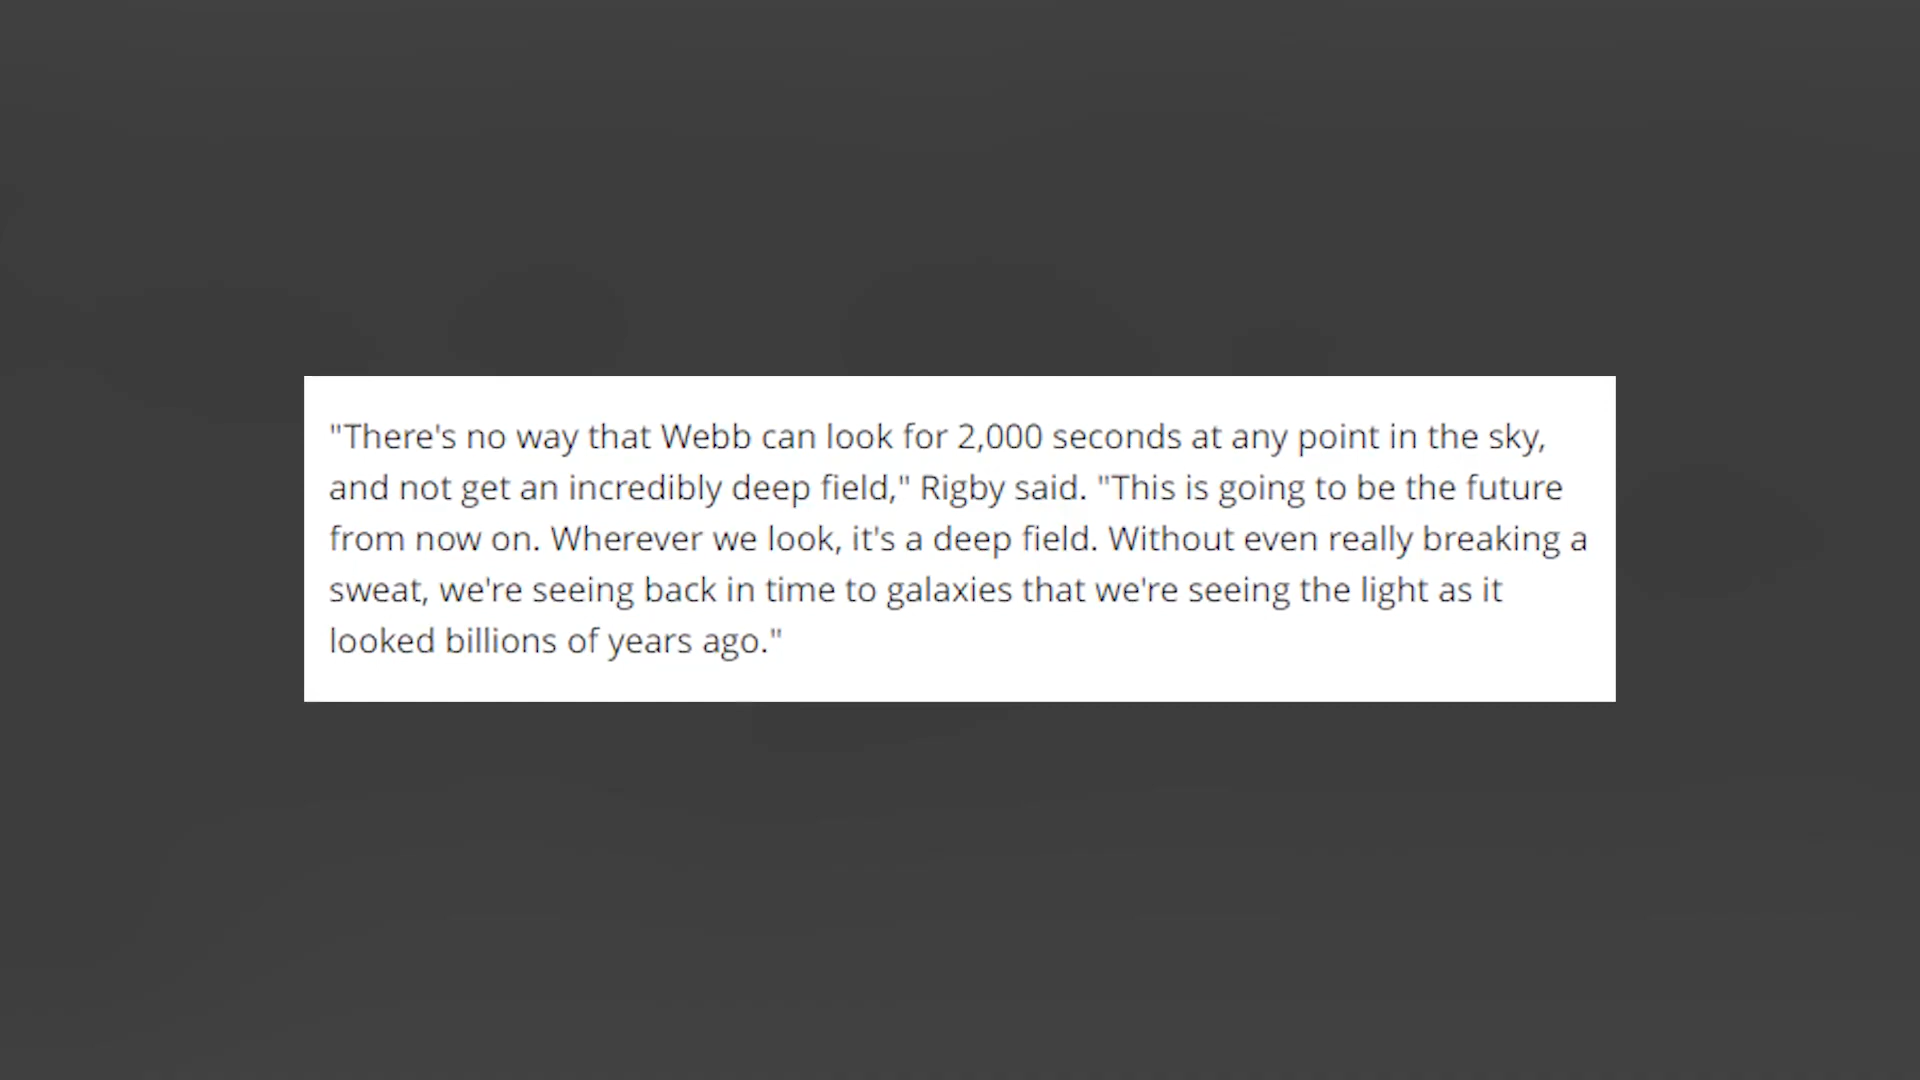 "There's no way that Webb can look for 2,000 seconds at any point in the sky,
and not get an incredibly deep field," Rigby said. "This is going to be the future
from now on. Wherever we look, it's a deep field. Without even really breaking a
sweat, we're seeing back in time to galaxies that we're seeing the light as it
looked billions of years ago."